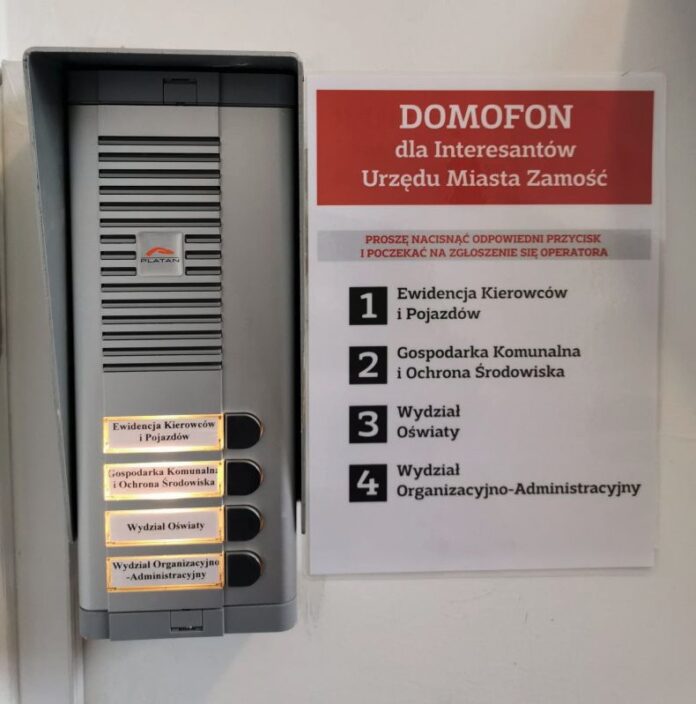 PLATAN
Ewidencja Kierowców
i Pojazdów
Gospodarka Komunalna
i Ochrona Środowiska
Wydział Oświaty
Wydział Organizacyjno
-Administracyjny
DOMOFON
dla Interesantów
Urzędu Miasta Zamość
PROSZĘ NACISNĄĆ ODPOWIEDNI PRZYCISK
I POCZEKAĆ NA ZGŁOSZENIE SIĘ OPERATORA
1 Ewidencja Kierowców
i Pojazdów
2 Gospodarka Komunalna
i Ochrona Środowiska
3 Wydział
Oświaty
4 Wydział
Organizacyjno-Administracyjny